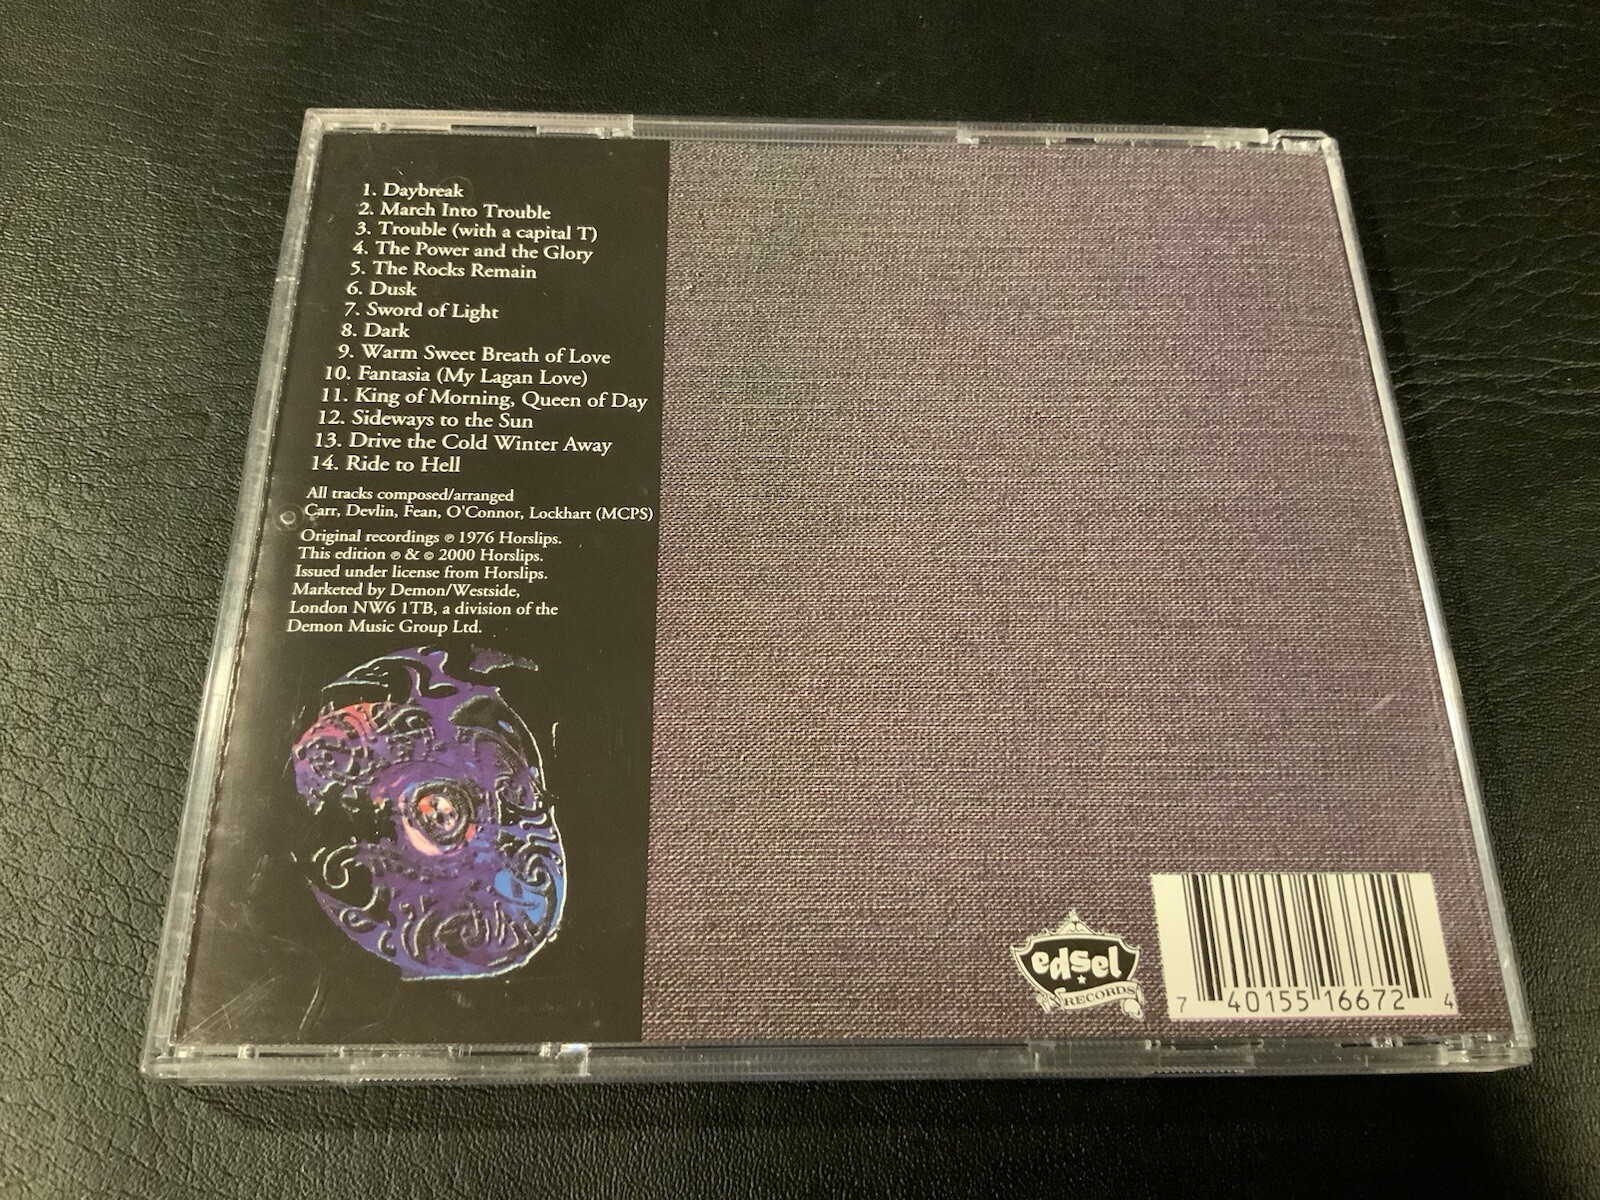 1. Daybreak
2. March Into Trouble
3. Trouble (with a capital T)
4. The Power and the Glory
5. The Rocks Remain
6. Dusk
7. Sword of Light
8. Dark
9. Warm Sweet Breath of Love
10. Fantasia (My Lagan Love)
11. King of Morning, Queen of Day
12. Sideways to the Sun
13. Drive the Cold Winter Away
14. Ride to Hell
All tracks composed/arranged
Carr, Devlin, Fean, O'Connor, Lockhart (MCPS)
Original recordings ℗ 1976 Horslips.
This edition ℗ & © 2000 Horslips.
Issued under license from Horslips.
Marketed by Demon/Westside,
London NW6 1TB, a division of the
Demon Music Group Ltd.
edsel
RECORDS
7 40155 16672 4